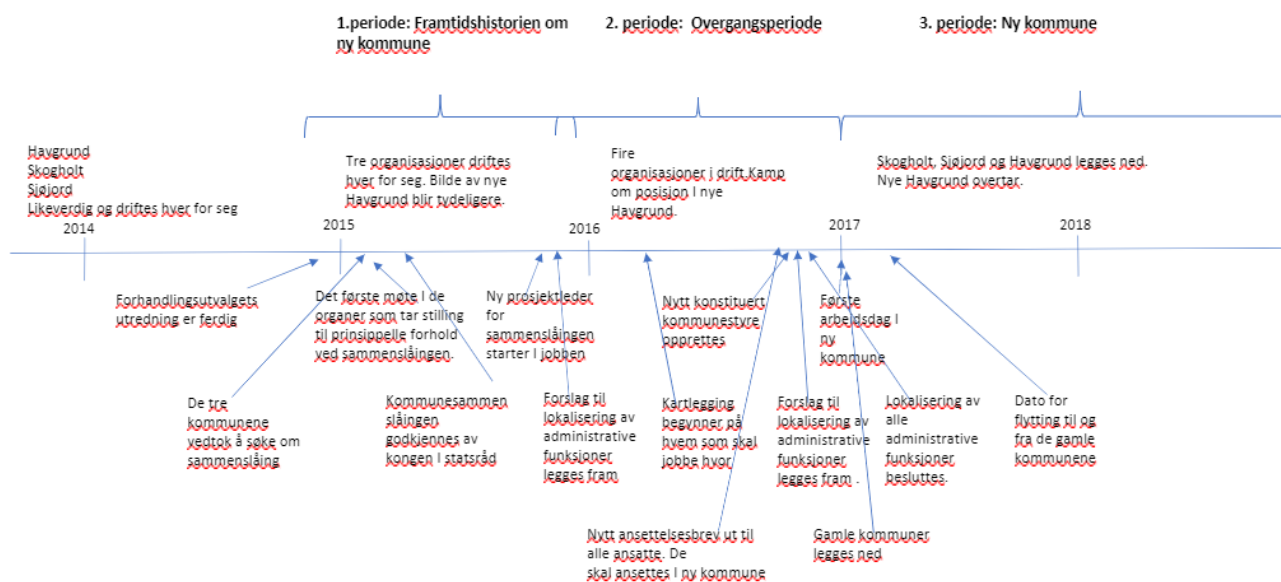 1.periode: Framtidshistorien om
ny kommune
2. periode: Overgangsperiode
3. periode: Ny kommune
Havgrund
Skogholt
Sjøjord
Likeverdig og driftes hver for seg
Tre organisasjoner driftes
hver for seg. Bilde av nye
Havgrund blir tydeligere.
Fire
organisasjoner i drift.Kamp
om posisjon I nye
Havgrund.
Skogholt, Sjøjord og Havgrund legges ned.
Nye Havgrund overtar.
2014
2015
2016
2017
2018
Forhandlingsutvalgets
utredning er ferdig
Det første møte I de
organer som tar stilling
til prinsippelle forhold
ved sammenslåingen.
Ny prosjektleder
for
sammenslåingen
starter I jobben
Nytt konstituert
kommunestyre
opprettes
Første
arbeidsdag I
ny
kommune
De tre
kommunene
vedtok å søke om
sammenslåing
Kommunesammen
slåingen
godkjennes av
kongen I statsråd
Forslag til
lokalisering av
administrative
funksjoner
legges fram
Kartlegging
begynner på
hvem som skal
jobbe hvor
Forslag til
lokalisering av
administrative
funksjoner
legges fram .
Lokalisering av
alle
administrative
funksjoner
besluttes.
Dato for
flytting til og
fra de gamle
kommunene
Nytt ansettelsesbrev ut til
alle ansatte. De
skal ansettes I ny kommune
Gamle kommuner
legges ned